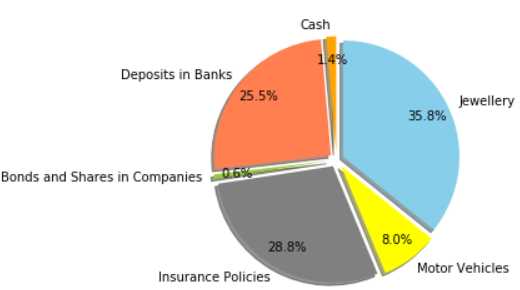 Cash
1.4%
Deposits in Banks
25.5%
Jewellery
35.8%
0.6%
Bonds and Shares in Companies
8.0%
28.8%
Motor Vehicles
Insurance Policies